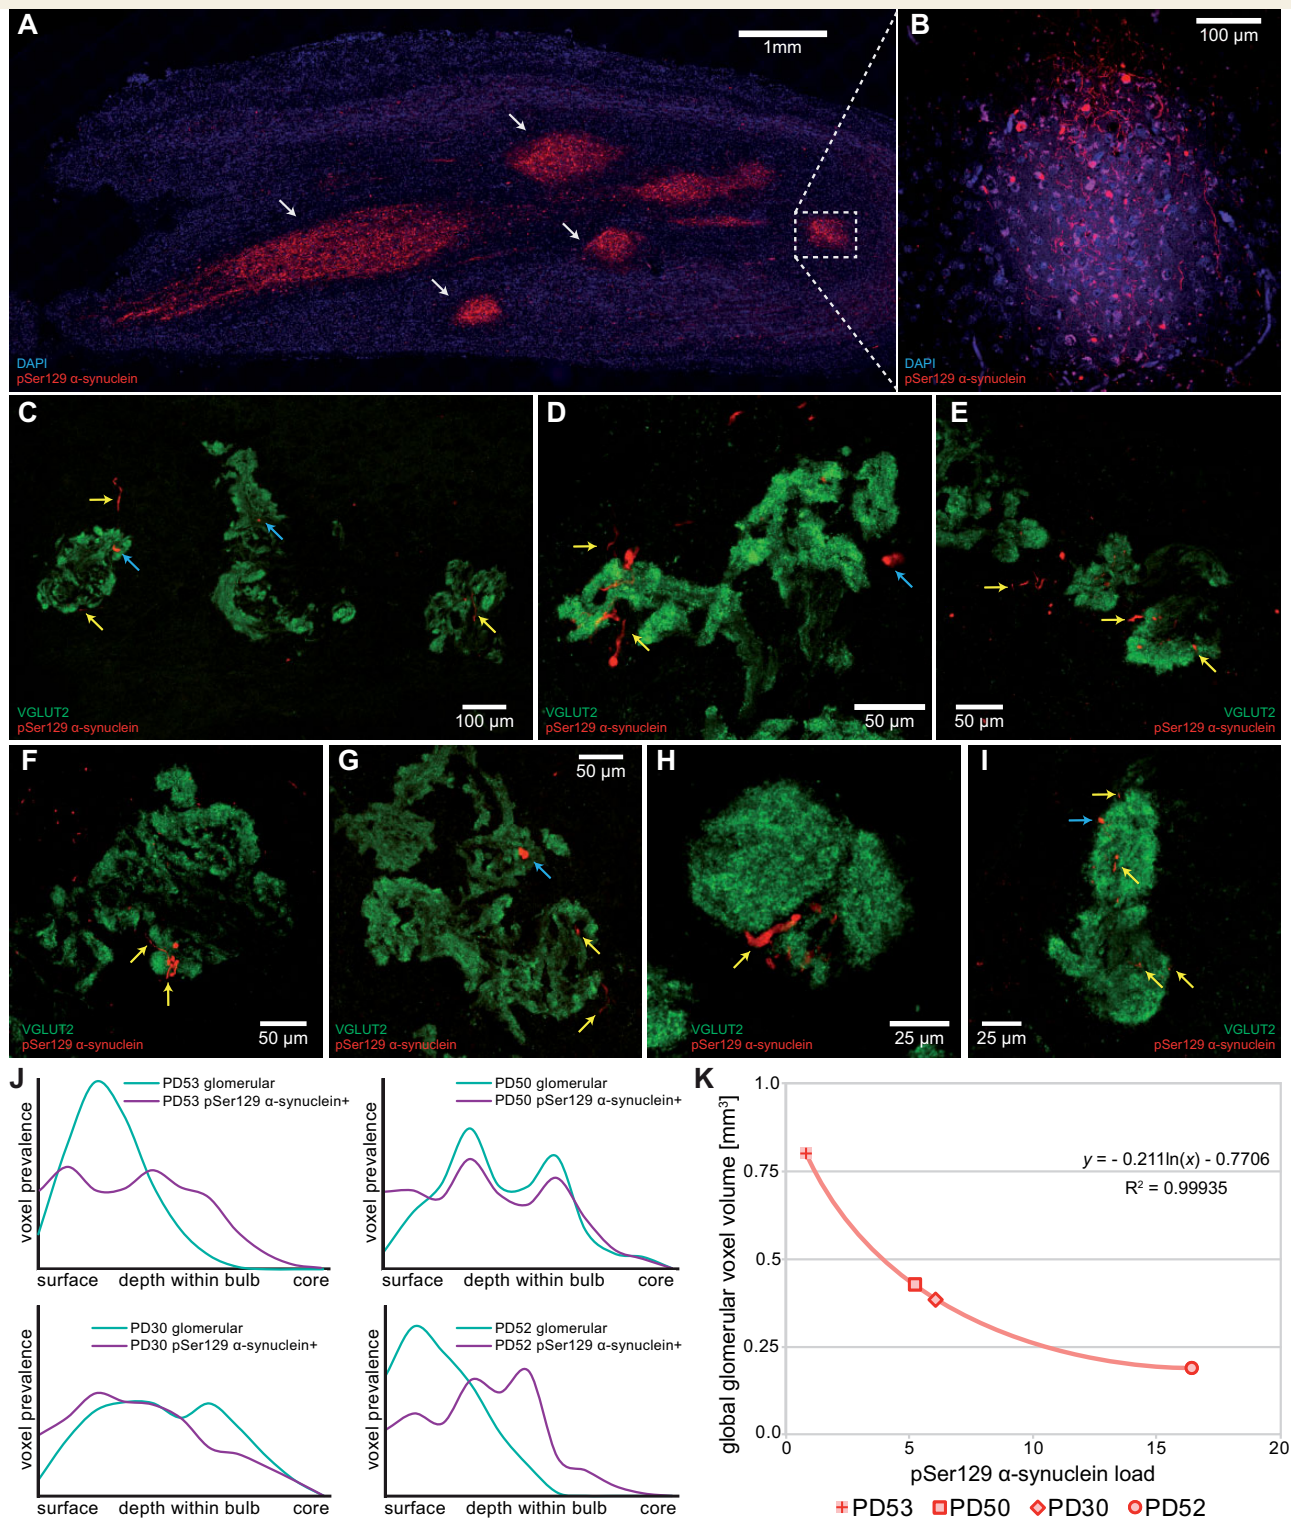 A
1mm
DAPI
pSer129 α-synuclein
B
100 µm
DAPI
pSer129 α-synuclein
C
VGLUT2
pSer129 α-synuclein
100 µm
D
VGLUT2
pSer129 α-synuclein
50 µm
E
50 µm
VGLUT2
pSer129 α-synuclein
F
VGLUT2
pSer129 α-synuclein
50 µm
G
50 µm
VGLUT2
pSer129 α-synuclein
H
VGLUT2
pSer129 α-synuclein
25 µm
I
25 µm
VGLUT2
pSer129 α-synuclein
J
voxel prevalence
PD53 glomerular
PD53 pSer129 α-synuclein+
surface depth within bulb core
voxel prevalence
PD50 glomerular
PD50 pSer129 α-synuclein+
surface depth within bulb core
voxel prevalence
PD30 glomerular
PD30 pSer129 α-synuclein+
surface depth within bulb core
voxel prevalence
PD52 glomerular
PD52 pSer129 α-synuclein+
surface depth within bulb core
K
global glomerular voxel volume [mm³]
1.0
0.75
0.5
0.25
0.0
y = - 0.211ln(x) - 0.7706
R² = 0.99935
0 5 10 15 20
pSer129 α-synuclein load
PD53 PD50 PD30 PD52